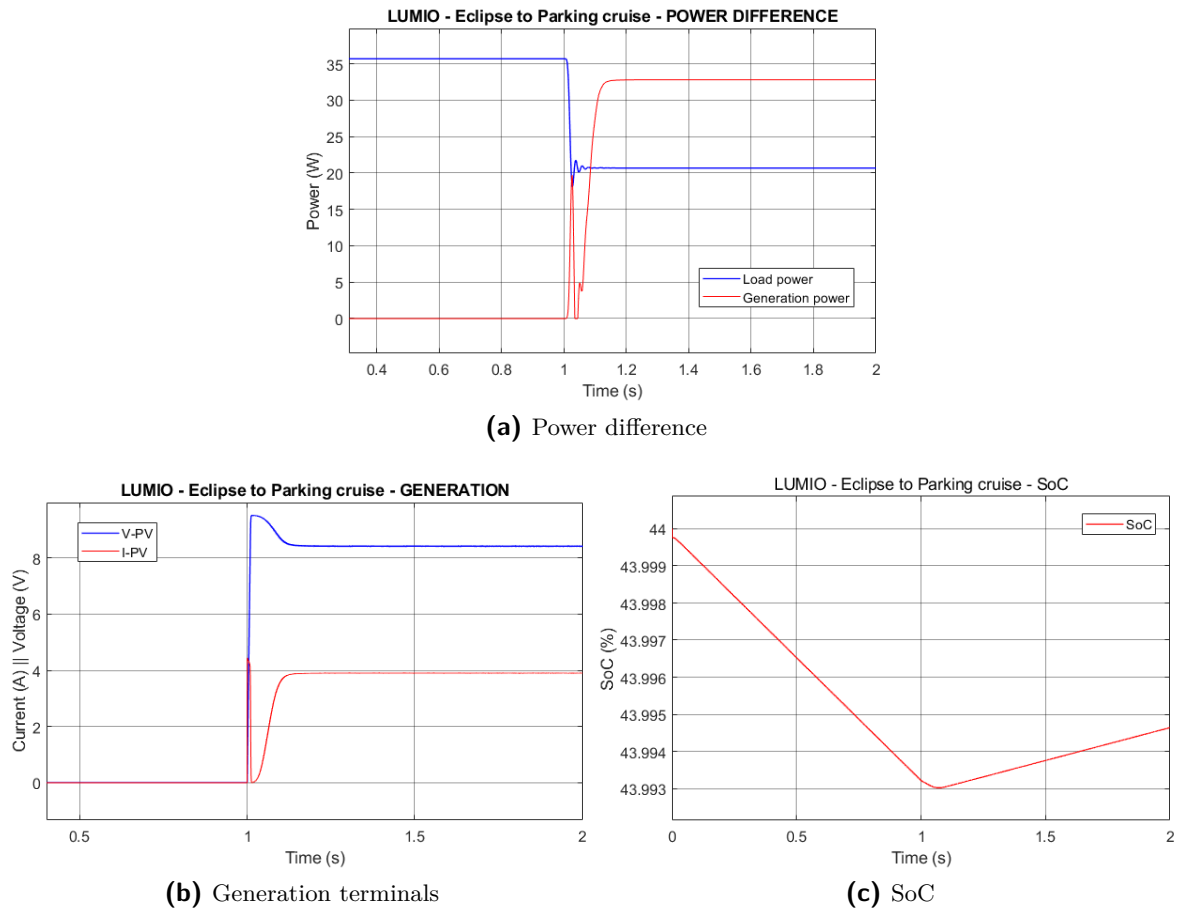 LUMIO - Eclipse to Parking cruise - POWER DIFFERENCE
Power (W)
35
30
25
20
15
10
5
0
Load power
Generation power
0.4 0.6 0.8 1 1.2 1.4 1.6 1.8 2
Time (s)
(a) Power difference
LUMIO - Eclipse to Parking cruise - GENERATION
Current (A) || Voltage (V)
V-PV
I-PV
8
6
4
2
0
0.5 1 1.5 2
Time (s)
(b) Generation terminals
LUMIO - Eclipse to Parking cruise - SoC
SoC (%)
SoC
44
43.999
43.998
43.997
43.996
43.995
43.994
43.993
0 0.5 1 1.5 2
Time (s)
(c) SoC